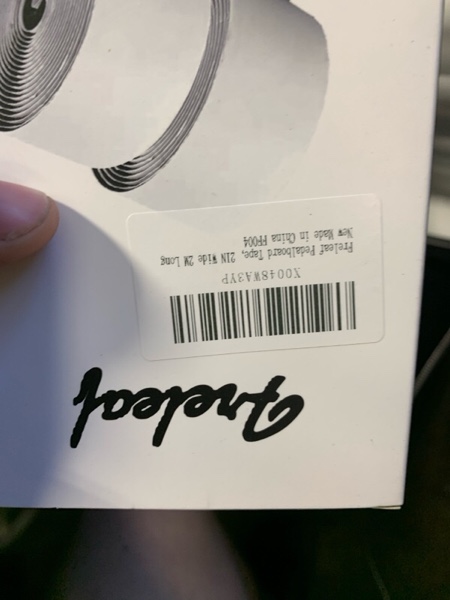 Freleaf
X0048WA3YP
Freleaf Pedalboard Tape, 2IN Wide 2M Long
New Made in China FP004